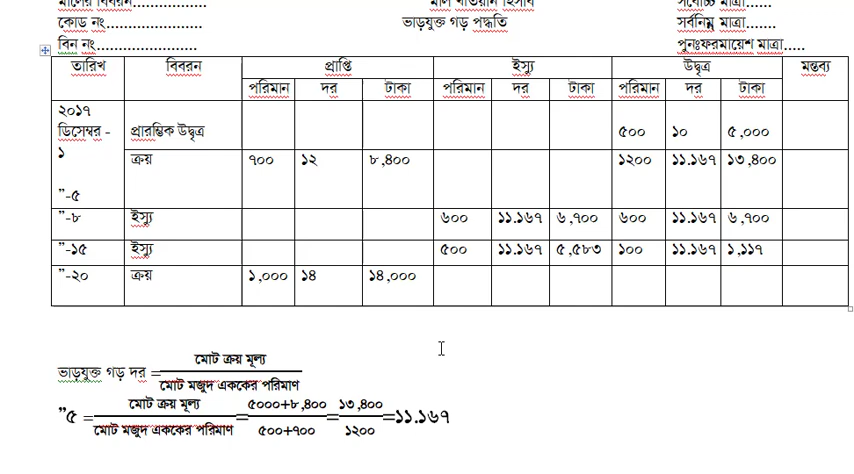 মালের বিবরন................ মাল খতিয়ান হিসাব সর্বোচ্চ মাত্রা......
কোড নং..................... ভাড়যুক্ত গড় পদ্ধতি সর্বনিম্ন মাত্রা.......
বিন নং...................... পুনঃফরমায়েশ মাত্রা.....
তারিখ বিবরন প্রাপ্তি ইস্যু উদ্বৃত্র মন্তব্য
পরিমান দর টাকা পরিমান দর টাকা পরিমান দর টাকা
২০১৭
ডিসেম্বর - প্রারম্ভিক উদ্বৃত্র ৫০০ ১০ ৫,০০০
১ ক্রয় ৭০০ ১২ ৮,৪০০ ১২০০ ১১.১৬৭ ১৩,৪০০
”-৫
”-৮ ইস্যু ৬০০ ১১.১৬৭ ৬,৭০০ ৬০০ ১১.১৬৭ ৬,৭০০
”-১৫ ইস্যু ৫০০ ১১.১৬৭ ৫,৫৮৩ ১০০ ১১.১৬৭ ১,১১৭
”-২০ ক্রয় ১,০০০ ১৪ ১৪,০০০
ভাড়যুক্ত গড় দর = মোট ক্রয় মূল্য
মোট মজুদ এককের পরিমাণ
”৫ = মোট ক্রয় মূল্য = ৫০০০+৮,৪০০ = ১৩,৪০০ = ১১.১৬৭
মোট মজুদ এককের পরিমাণ ৫০০+৭০০ ১২০০